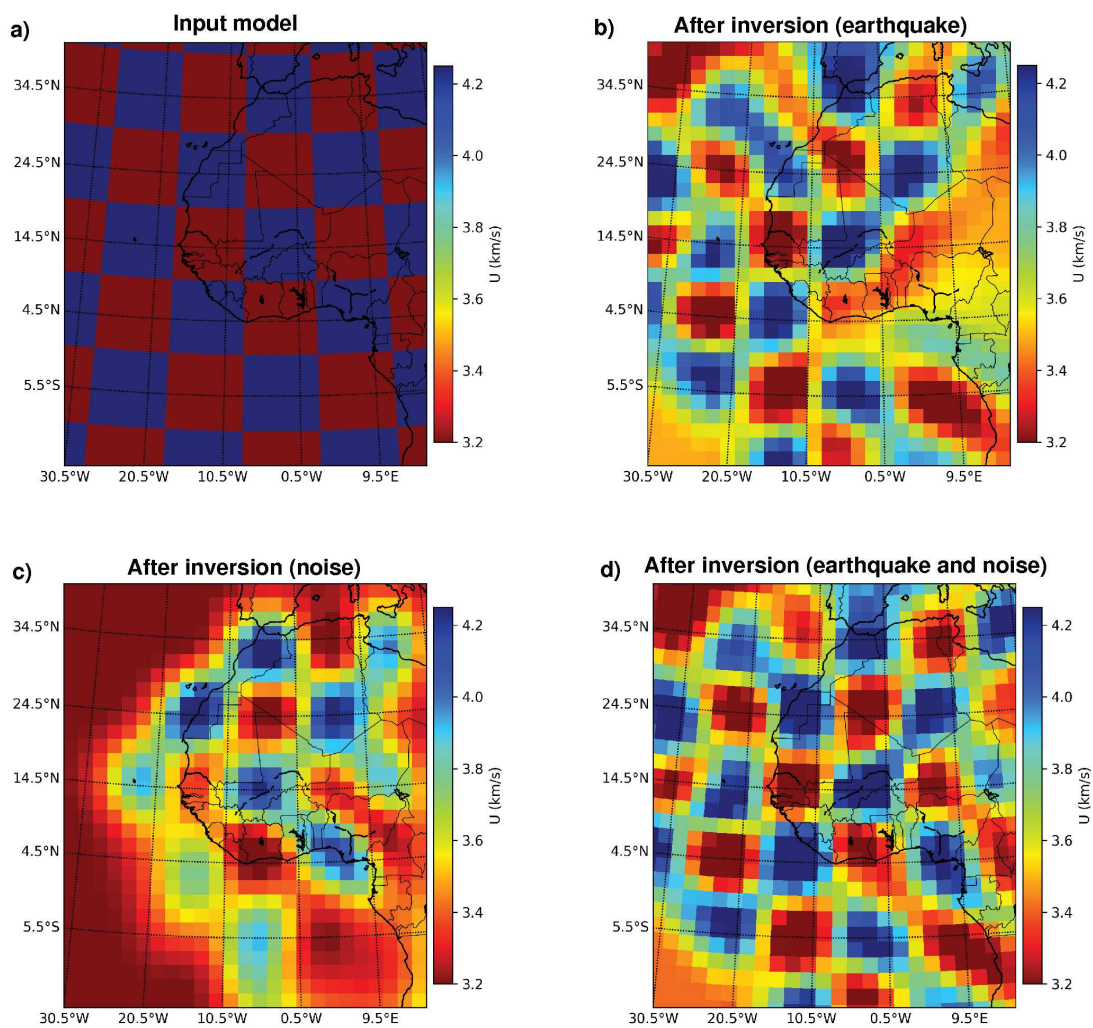 a)
Input model
34.5°N
24.5°N
14.5°N
4.5°N
5.5°S
30.5°W 20.5°W 10.5°W 0.5°W 9.5°E
4.2
4.0
3.8
3.6
3.4
3.2
U (km/s)
b)
After inversion (earthquake)
34.5°N
24.5°N
14.5°N
4.5°N
5.5°S
30.5°W 20.5°W 10.5°W 0.5°W 9.5°E
4.2
4.0
3.8
3.6
3.4
3.2
U (km/s)
c)
After inversion (noise)
34.5°N
24.5°N
14.5°N
4.5°N
5.5°S
30.5°W 20.5°W 10.5°W 0.5°W 9.5°E
4.2
4.0
3.8
3.6
3.4
3.2
U (km/s)
d)
After inversion (earthquake and noise)
34.5°N
24.5°N
14.5°N
4.5°N
5.5°S
30.5°W 20.5°W 10.5°W 0.5°W 9.5°E
4.2
4.0
3.8
3.6
3.4
3.2
U (km/s)